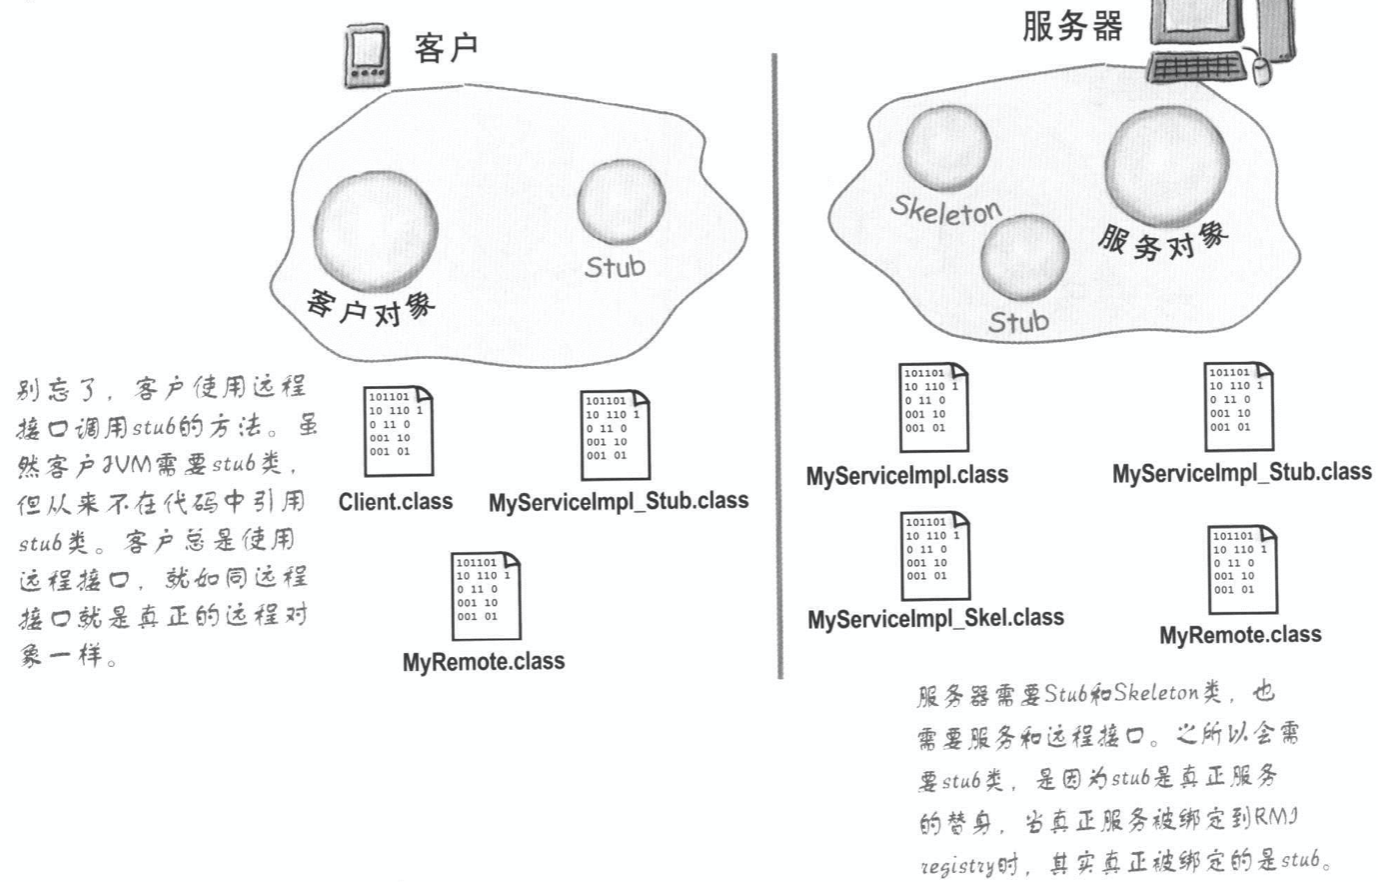 客户
服务器
客户对象
Stub
Skeleton
Stub
服务对象
别忘了，客户使用远程
接口调用stub的方法。虽
然客户JVM需要stub类，
但从来不在代码中引用
stub类。客户总是使用
远程接口，就如同远程
接口就是真正的远程对
象一样。
101101
10 110 1
0 11 0
001 10
001 01
Client.class
101101
10 110 1
0 11 0
001 10
001 01
MyServiceImpl_Stub.class
101101
10 110 1
0 11 0
001 10
001 01
MyRemote.class
101101
10 110 1
0 11 0
001 10
001 01
MyServiceImpl.class
101101
10 110 1
0 11 0
001 10
001 01
MyServiceImpl_Stub.class
101101
10 110 1
0 11 0
001 10
001 01
MyServiceImpl_Skel.class
101101
10 110 1
0 11 0
001 10
001 01
MyRemote.class
服务器需要Stub和Skeleton类，也
需要服务和远程接口。之所以会需
要stub类，是因为stub是真正服务
的替身，当真正服务被绑定到RMI
registry时，其实真正被绑定的是stub。